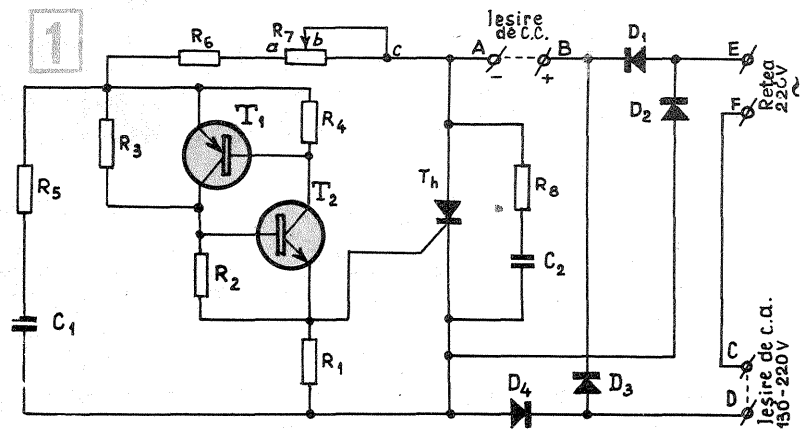 1
Iesire
de C.C.
R6
R7
a
b
c
A
B
-
+
D1
E
Retea
220V
~
F
D2
T1
R4
R3
R5
T2
Th
R8
R2
C2
C1
R1
D4
D3
C
D
Iesire de c.a.
130-220V